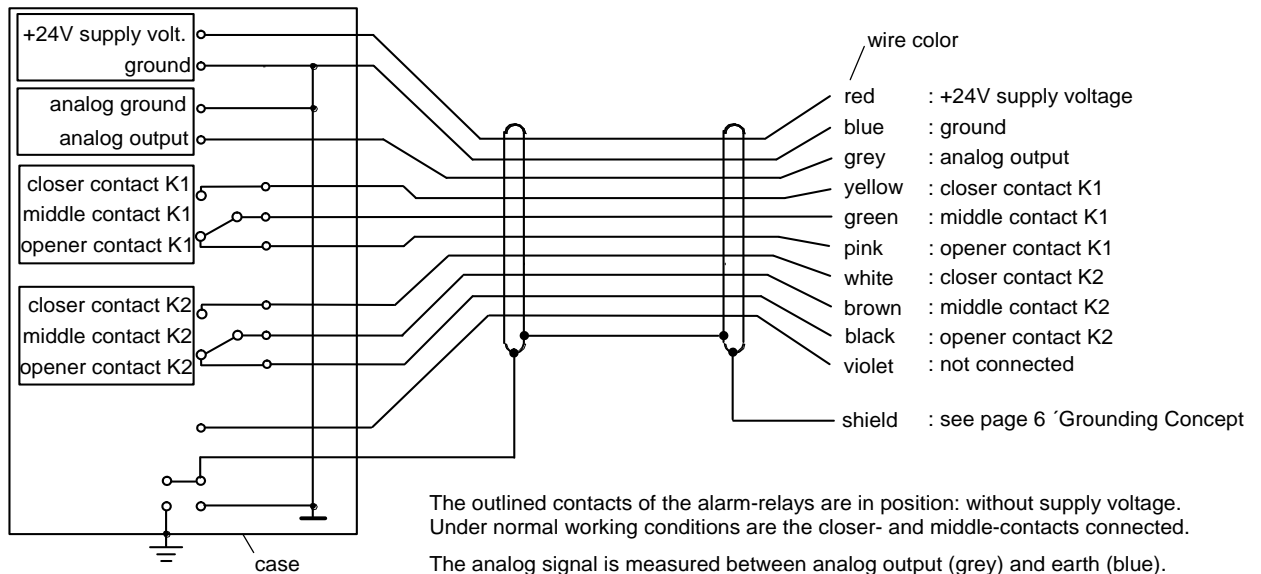 +24V supply volt.
ground
analog ground
analog output
closer contact K1
middle contact K1
opener contact K1
closer contact K2
middle contact K2
opener contact K2
case
wire color
red : +24V supply voltage
blue : ground
grey : analog output
yellow : closer contact K1
green : middle contact K1
pink : opener contact K1
white : closer contact K2
brown : middle contact K2
black : opener contact K2
violet : not connected
shield : see page 6 ´Grounding Concept
The outlined contacts of the alarm-relays are in position: without supply voltage.
Under normal working conditions are the closer- and middle-contacts connected.
The analog signal is measured between analog output (grey) and earth (blue).